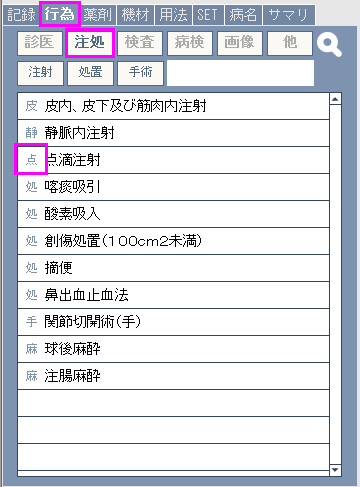 記録 行為 薬剤 機材 用法 SET 病名 サマリ
診医 注処 検査 病検 画像 他
注射 処置 手術
皮 皮内、皮下及び筋肉内注射
静 静脈内注射
点 点滴注射
処 喀痰吸引
処 酸素吸入
処 創傷処置(100cm2未満)
処 摘便
処 鼻出血止血法
手 関節切開術(手)
麻 球後麻酔
麻 注腸麻酔